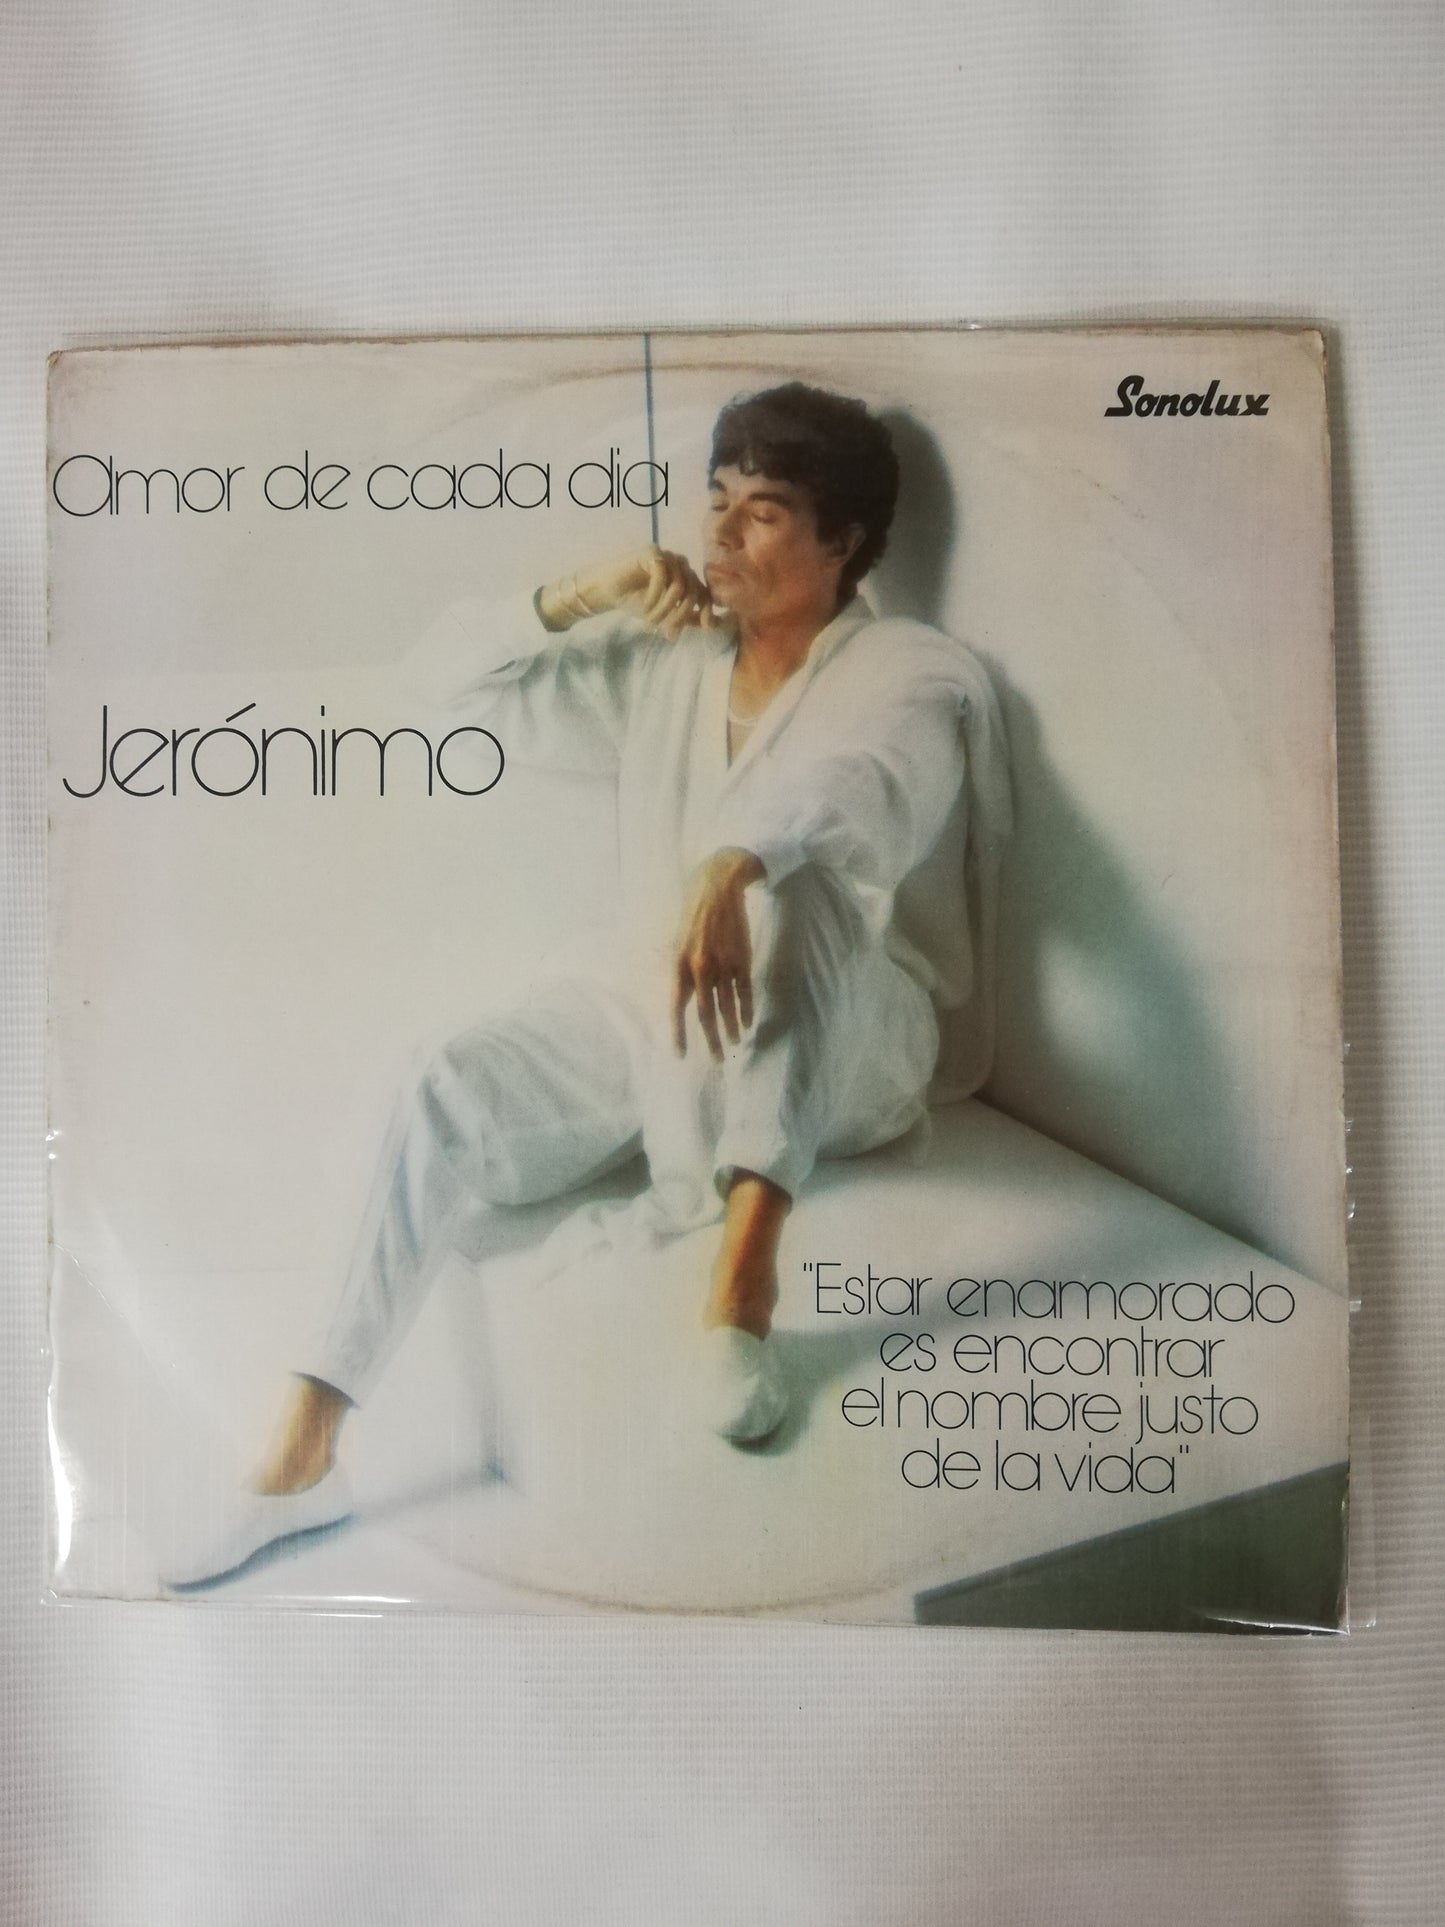 Sonolux
Amor de cada dia
Jerónimo
"Estar enamorado
es encontrar
el nombre justo
de la vida"